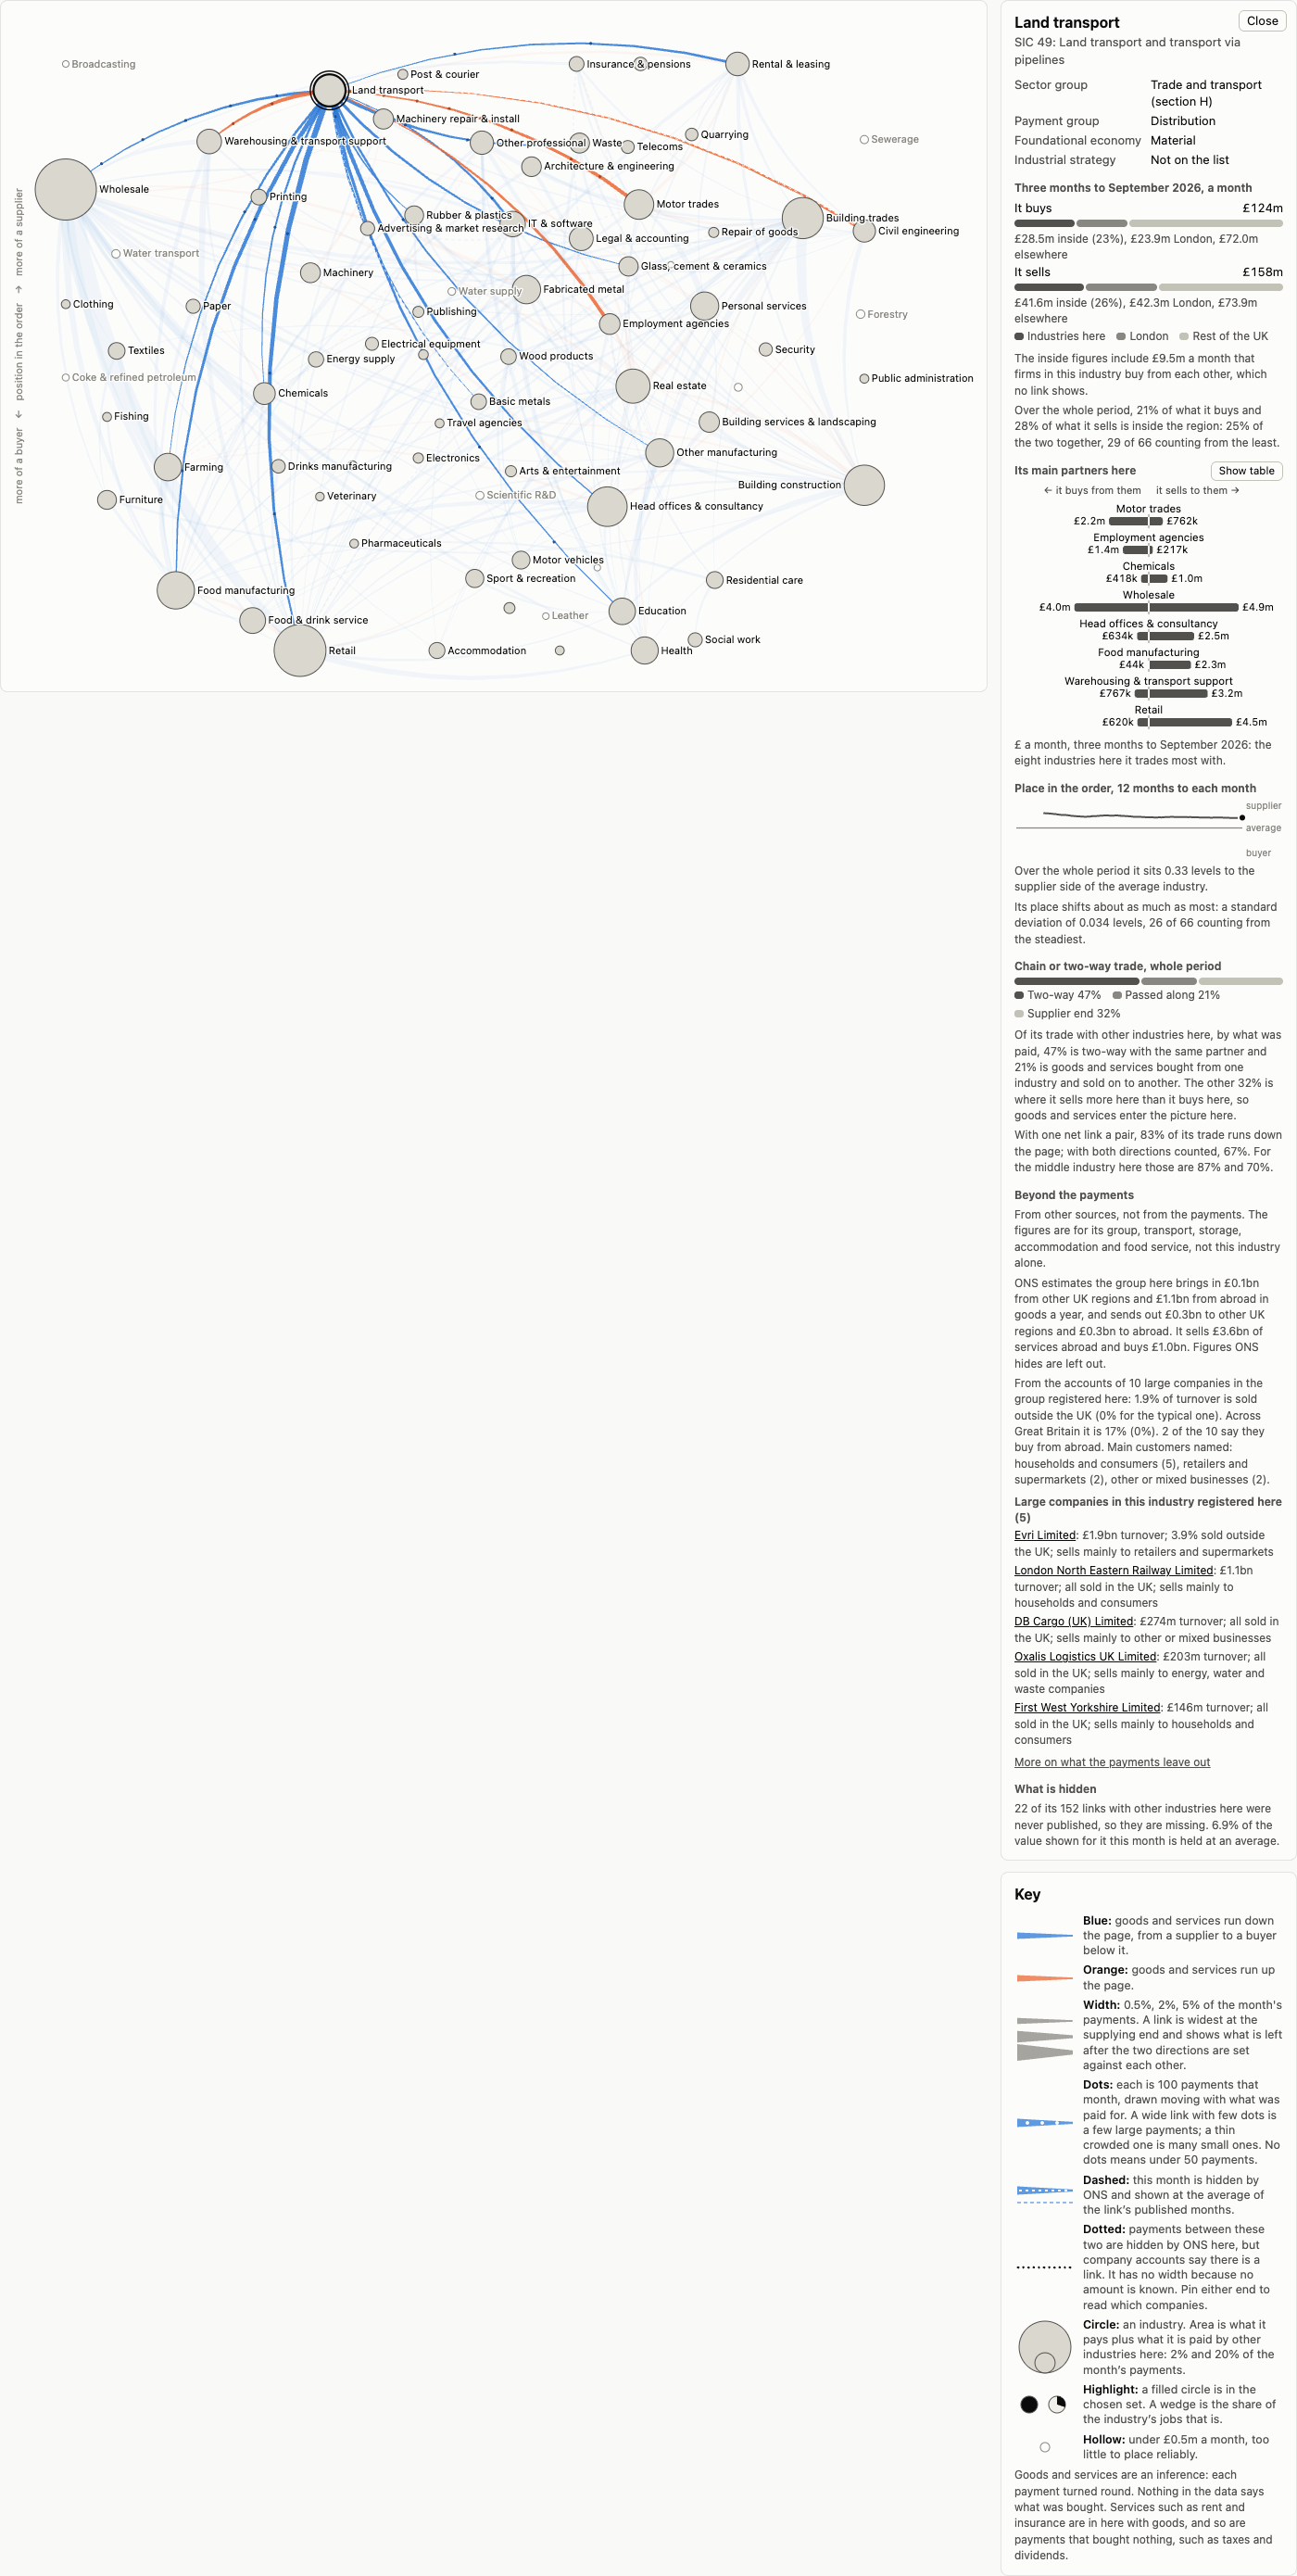 Broadcasting
Post & courier
Insurance & pensions
Rental & leasing
Land transport
Machinery repair & install
Warehousing & transport support
Other professional
Waste
Telecoms
Quarrying
Sewerage
Architecture & engineering
Wholesale
Printing
Motor trades
Rubber & plastics
IT & software
Building trades
Advertising & market research
Legal & accounting
Repair of goods
Civil engineering
Water transport
Machinery
Glass, cement & ceramics
Water supply
Fabricated metal
Clothing
Paper
Publishing
Personal services
Forestry
Employment agencies
Textiles
Electrical equipment
Energy supply
Wood products
Security
Coke & refined petroleum
Chemicals
Real estate
Public administration
Basic metals
Fishing
Travel agencies
Building services & landscaping
Farming
Drinks manufacturing
Electronics
Arts & entertainment
Other manufacturing
Building construction
Furniture
Veterinary
Scientific R&D
Head offices & consultancy
Pharmaceuticals
Motor vehicles
Food manufacturing
Sport & recreation
Residential care
Food & drink service
Leather
Education
Retail
Accommodation
Health
Social work
more of a buyer ← position in the order → more of a supplier
Land transport
Close
SIC 49: Land transport and transport via
pipelines
Sector group Trade and transport
(section H)
Payment group Distribution
Foundational economy Material
Industrial strategy Not on the list
Three months to September 2026, a month
It buys £124m
£28.5m inside (23%), £23.9m London, £72.0m
elsewhere
It sells £158m
£41.6m inside (26%), £42.3m London, £73.9m
elsewhere
Industries here London Rest of the UK
The inside figures include £9.5m a month that
firms in this industry buy from each other, which
no link shows.
Over the whole period, 21% of what it buys and
28% of what it sells is inside the region: 25% of
the two together, 29 of 66 counting from the least.
Its main partners here Show table
← it buys from them it sells to them →
Motor trades
£2.2m £762k
Employment agencies
£1.4m £217k
Chemicals
£418k £1.0m
Wholesale
£4.0m £4.9m
Head offices & consultancy
£634k £2.5m
Food manufacturing
£44k £2.3m
Warehousing & transport support
£767k £3.2m
Retail
£620k £4.5m
£ a month, three months to September 2026: the
eight industries here it trades most with.
Place in the order, 12 months to each month
supplier
average
buyer
Over the whole period it sits 0.33 levels to the
supplier side of the average industry.
Its place shifts about as much as most: a standard
deviation of 0.034 levels, 26 of 66 counting from
the steadiest.
Chain or two-way trade, whole period
Two-way 47% Passed along 21%
Supplier end 32%
Of its trade with other industries here, by what was
paid, 47% is two-way with the same partner and
21% is goods and services bought from one
industry and sold on to another. The other 32% is
where it sells more here than it buys here, so
goods and services enter the picture here.
With one net link a pair, 83% of its trade runs down
the page; with both directions counted, 67%. For
the middle industry here those are 87% and 70%.
Beyond the payments
From other sources, not from the payments. The
figures are for its group, transport, storage,
accommodation and food service, not this industry
alone.
ONS estimates the group here brings in £0.1bn
from other UK regions and £1.1bn from abroad in
goods a year, and sends out £0.3bn to other UK
regions and £0.3bn to abroad. It sells £3.6bn of
services abroad and buys £1.0bn. Figures ONS
hides are left out.
From the accounts of 10 large companies in the
group registered here: 1.9% of turnover is sold
outside the UK (0% for the typical one). Across
Great Britain it is 17% (0%). 2 of the 10 say they
buy from abroad. Main customers named:
households and consumers (5), retailers and
supermarkets (2), other or mixed businesses (2).
Large companies in this industry registered here
(5)
Evri Limited: £1.9bn turnover; 3.9% sold outside
the UK; sells mainly to retailers and supermarkets
London North Eastern Railway Limited: £1.1bn
turnover; all sold in the UK; sells mainly to
households and consumers
DB Cargo (UK) Limited: £274m turnover; all sold in
the UK; sells mainly to other or mixed businesses
Oxalis Logistics UK Limited: £203m turnover; all
sold in the UK; sells mainly to energy, water and
waste companies
First West Yorkshire Limited: £146m turnover; all
sold in the UK; sells mainly to households and
consumers
More on what the payments leave out
What is hidden
22 of its 152 links with other industries here were
never published, so they are missing. 6.9% of the
value shown for it this month is held at an average.
Key
Blue: goods and services run down
the page, from a supplier to a buyer
below it.
Orange: goods and services run up
the page.
Width: 0.5%, 2%, 5% of the month's
payments. A link is widest at the
supplying end and shows what is left
after the two directions are set
against each other.
Dots: each is 100 payments that
month, drawn moving with what was
paid for. A wide link with few dots is
a few large payments; a thin
crowded one is many small ones. No
dots means under 50 payments.
Dashed: this month is hidden by
ONS and shown at the average of
the link's published months.
Dotted: payments between these
two are hidden by ONS here, but
company accounts say there is a
link. It has no width because no
amount is known. Pin either end to
read which companies.
Circle: an industry. Area is what it
pays plus what it is paid by other
industries here: 2% and 20% of the
month's payments.
Highlight: a filled circle is in the
chosen set. A wedge is the share of
the industry's jobs that is.
Hollow: under £0.5m a month, too
little to place reliably.
Goods and services are an inference: each
payment turned round. Nothing in the data says
what was bought. Services such as rent and
insurance are in here with goods, and so are
payments that bought nothing, such as taxes and
dividends.